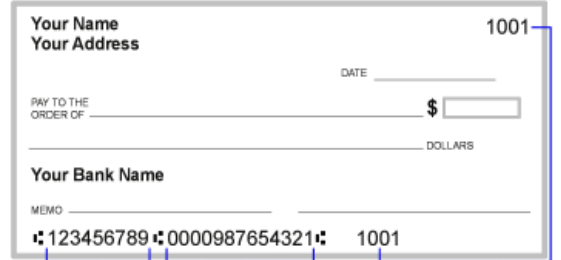 Your Name 1001
Your Address
DATE
PAY TO THE
ORDER OF $
DOLLARS
Your Bank Name
MEMO
⑆123456789⑆0000987654321⑆ 1001